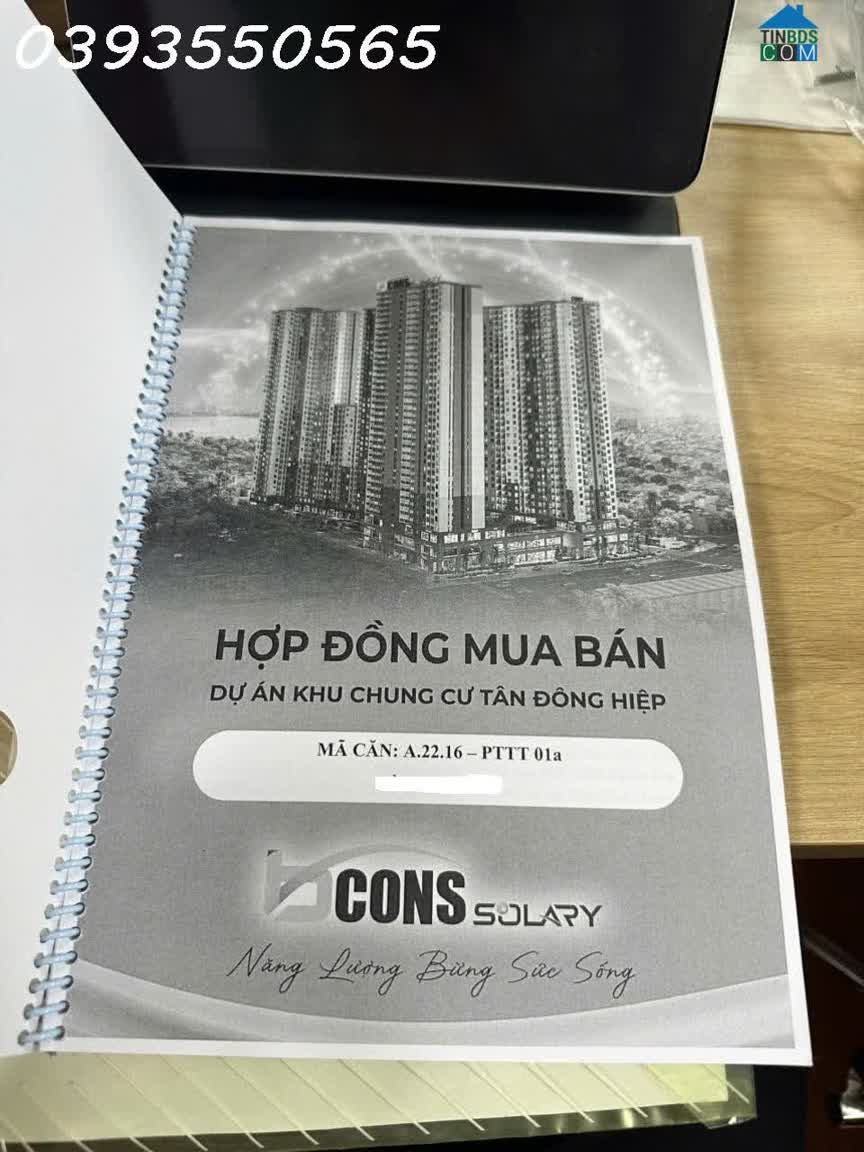 0393550565
TINBDS
COM
CONS
HỢP ĐỒNG MUA BÁN
DỰ ÁN KHU CHUNG CƯ TÂN ĐÔNG HIỆP
MÃ CĂN: A.22.16 – PTTT 01a
bCONS SOLARY
Năng Lượng Bừng Sức Sống